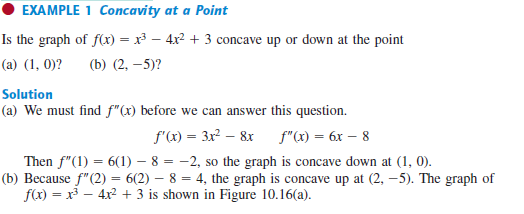 ● EXAMPLE 1 Concavity at a Point
Is the graph of f(x) = x³ − 4x² + 3 concave up or down at the point
(a) (1, 0)? (b) (2, −5)?
Solution
(a) We must find f″(x) before we can answer this question.
f′(x) = 3x² − 8x f″(x) = 6x − 8
Then f″(1) = 6(1) − 8 = −2, so the graph is concave down at (1, 0).
(b) Because f″(2) = 6(2) − 8 = 4, the graph is concave up at (2, −5). The graph of
f(x) = x³ − 4x² + 3 is shown in Figure 10.16(a).